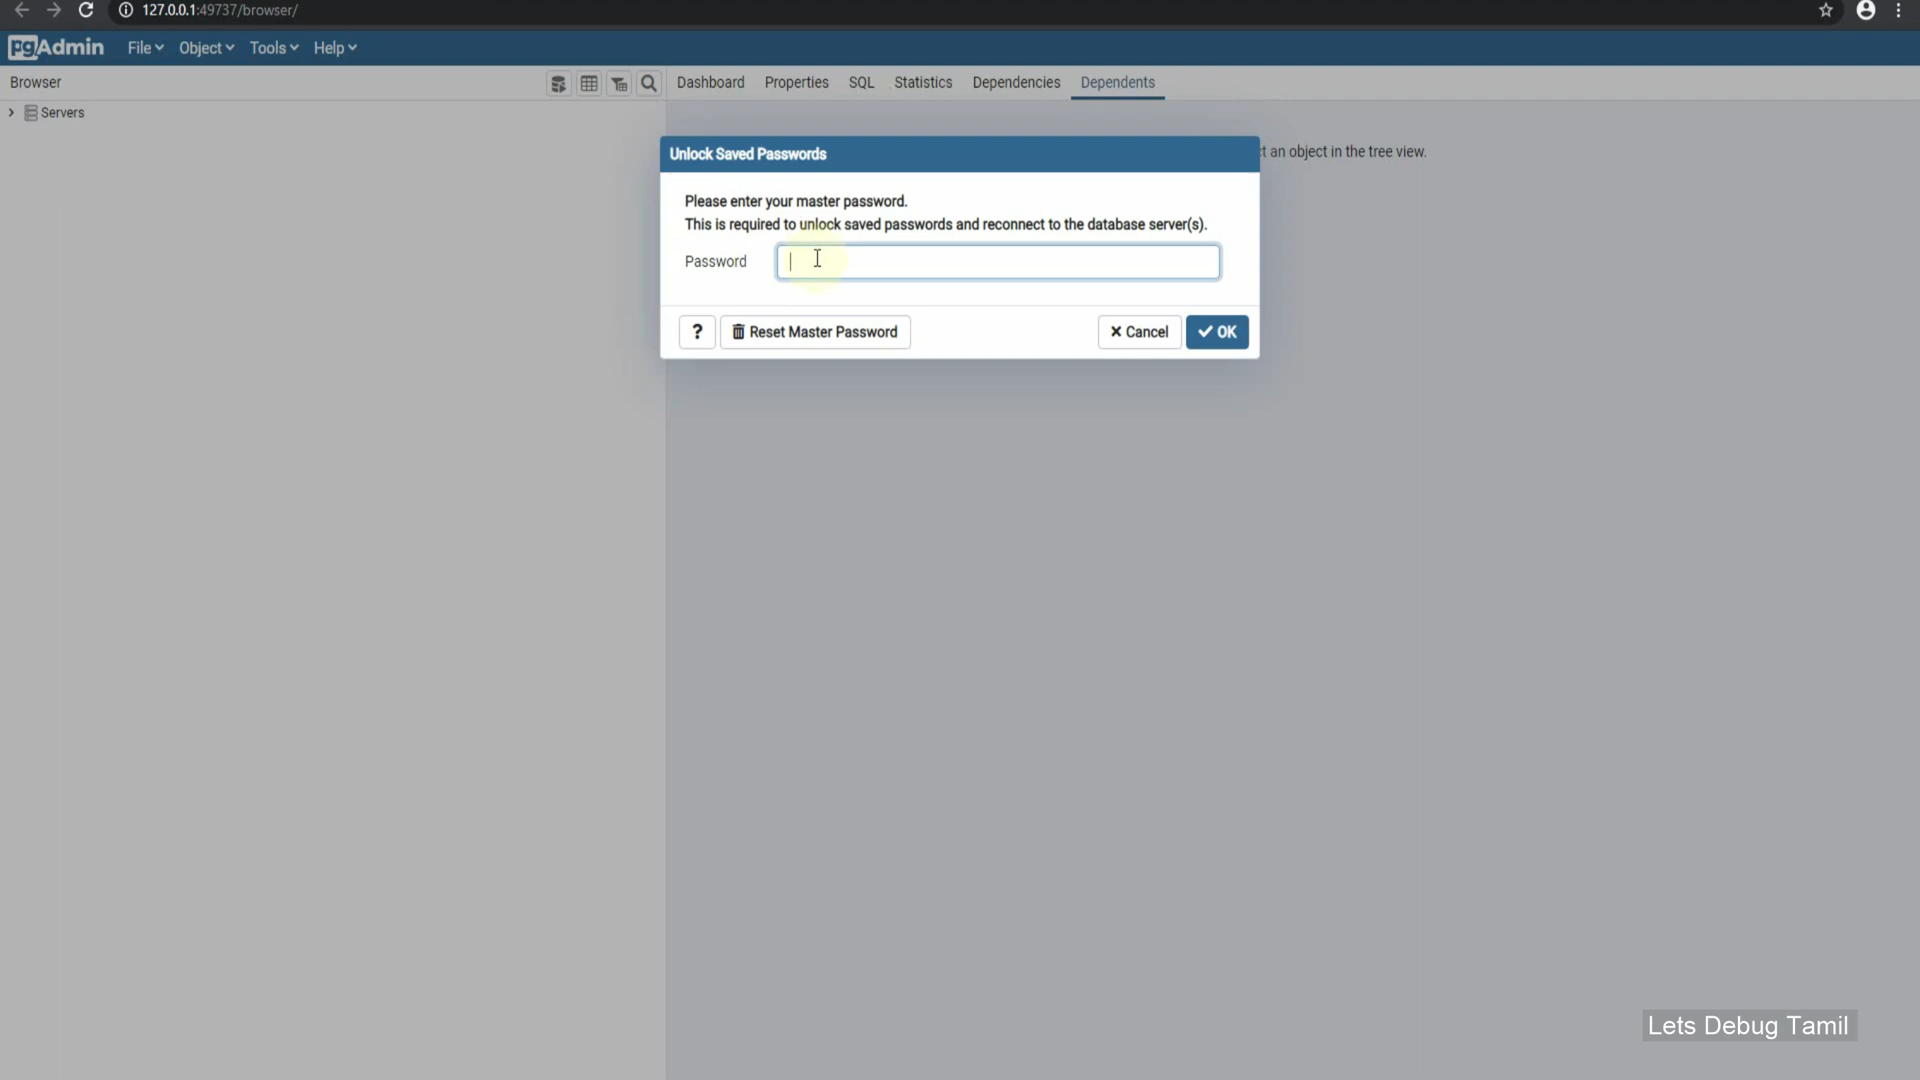 127.0.0.1:49737/browser/
pgAdmin File Object Tools Help
Browser
Dashboard Properties SQL Statistics Dependencies Dependents
Servers
Unlock Saved Passwords
t an object in the tree view.
Please enter your master password.
This is required to unlock saved passwords and reconnect to the database server(s).
Password
? Reset Master Password Cancel OK
Lets Debug Tamil